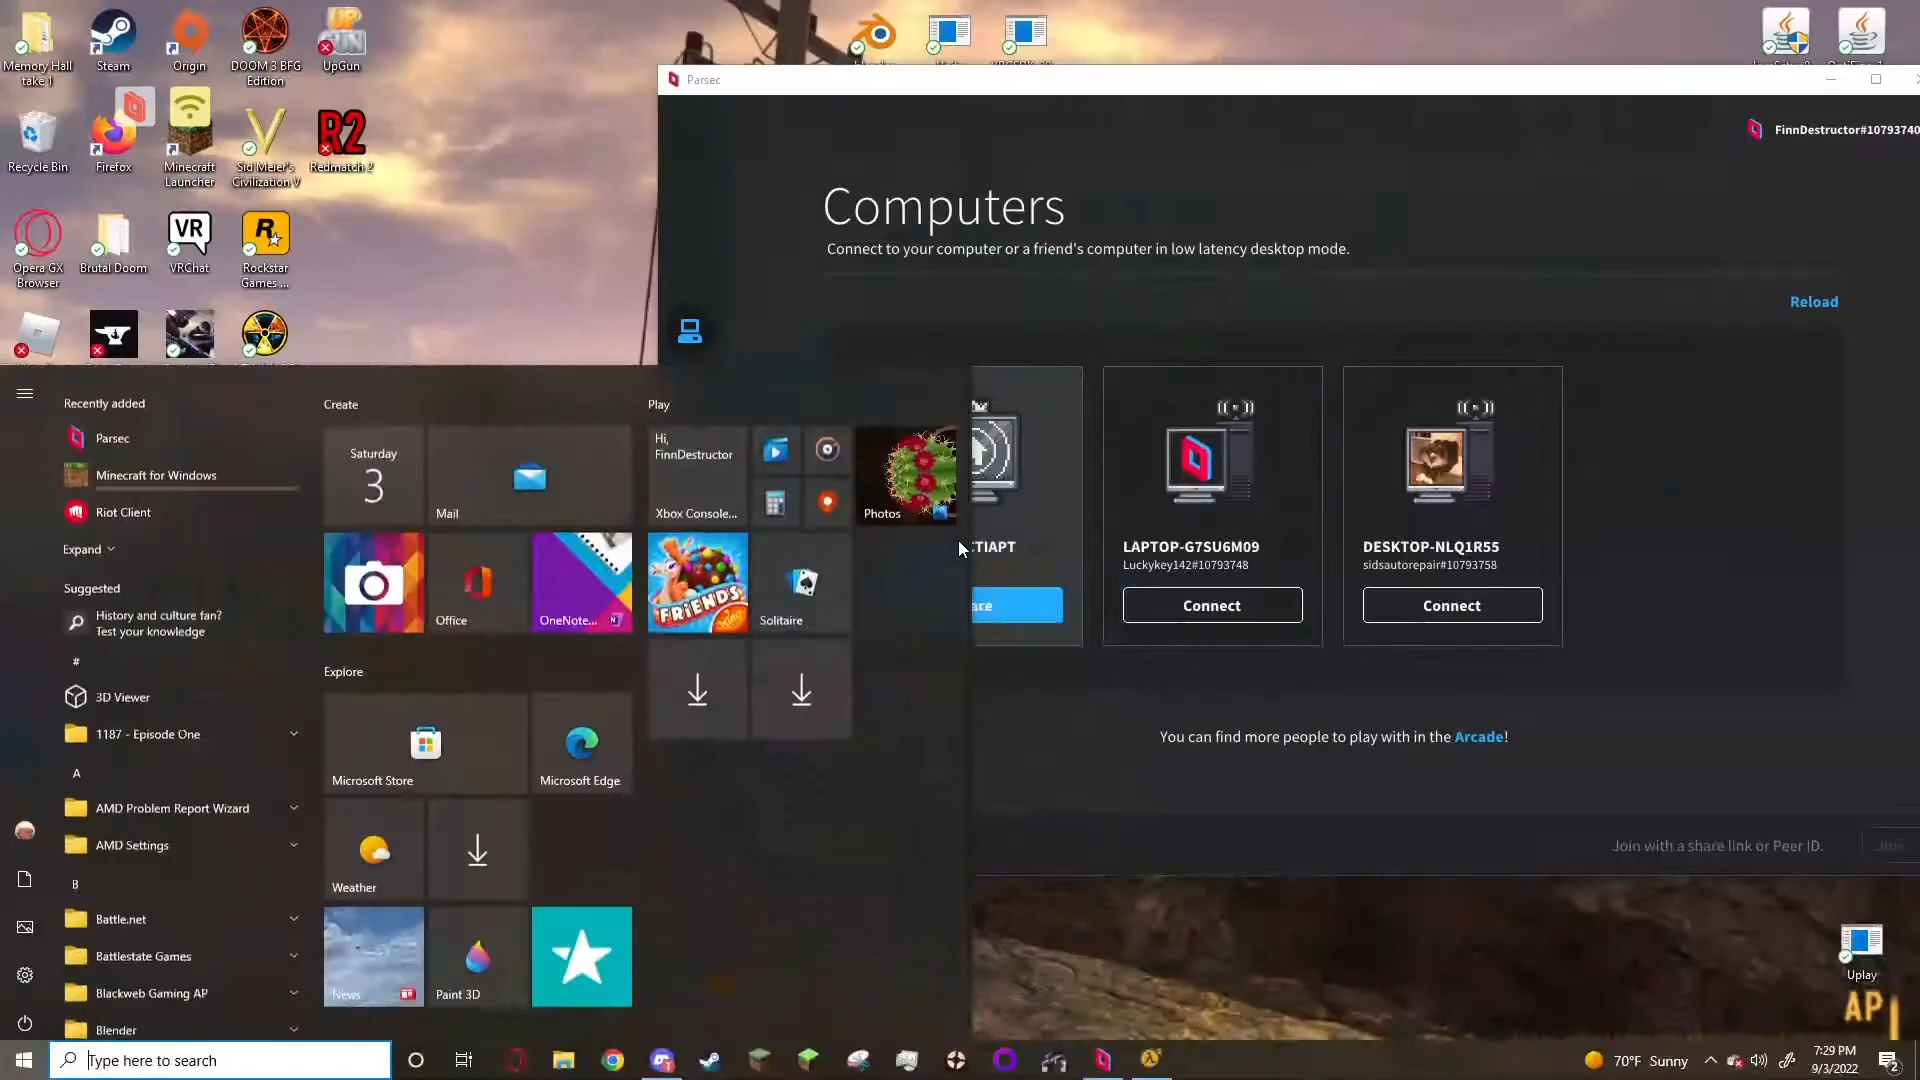 Memory Hall
take 1
Steam
Origin
DOOM 3 BFG
Edition
UP
GUN
UpGun
Recycle Bin
Firefox
Minecraft
Launcher
Sid Meier's
Civilization V
R2
Redmatch 2
Opera GX
Browser
Brutal Doom
VR
VRChat
R
Rockstar
Games ...
Parsec
FinnDestructor#10793740
Computers
Connect to your computer or a friend's computer in low latency desktop mode.
Reload
CTIAPT
are
LAPTOP-G7SU6M09
Luckykey142#10793748
Connect
DESKTOP-NLQ1R55
sidsautorepair#10793758
Connect
You can find more people to play with in the Arcade!
Join with a share link or Peer ID.
Recently added
Parsec
Minecraft for Windows
Riot Client
Expand
Suggested
History and culture fan?
Test your knowledge
#
3D Viewer
1187 - Episode One
A
AMD Problem Report Wizard
AMD Settings
B
Battle.net
Battlestate Games
Blackweb Gaming AP
Blender
Create
Saturday
3
Mail
Office
OneNote...
Explore
Microsoft Store
Microsoft Edge
Weather
News
Paint 3D
Play
Hi,
FinnDestructor
Xbox Console...
Photos
FRIENDS
King
Solitaire
Uplay
AP
Type here to search
70°F Sunny
7:29 PM
9/3/2022
2